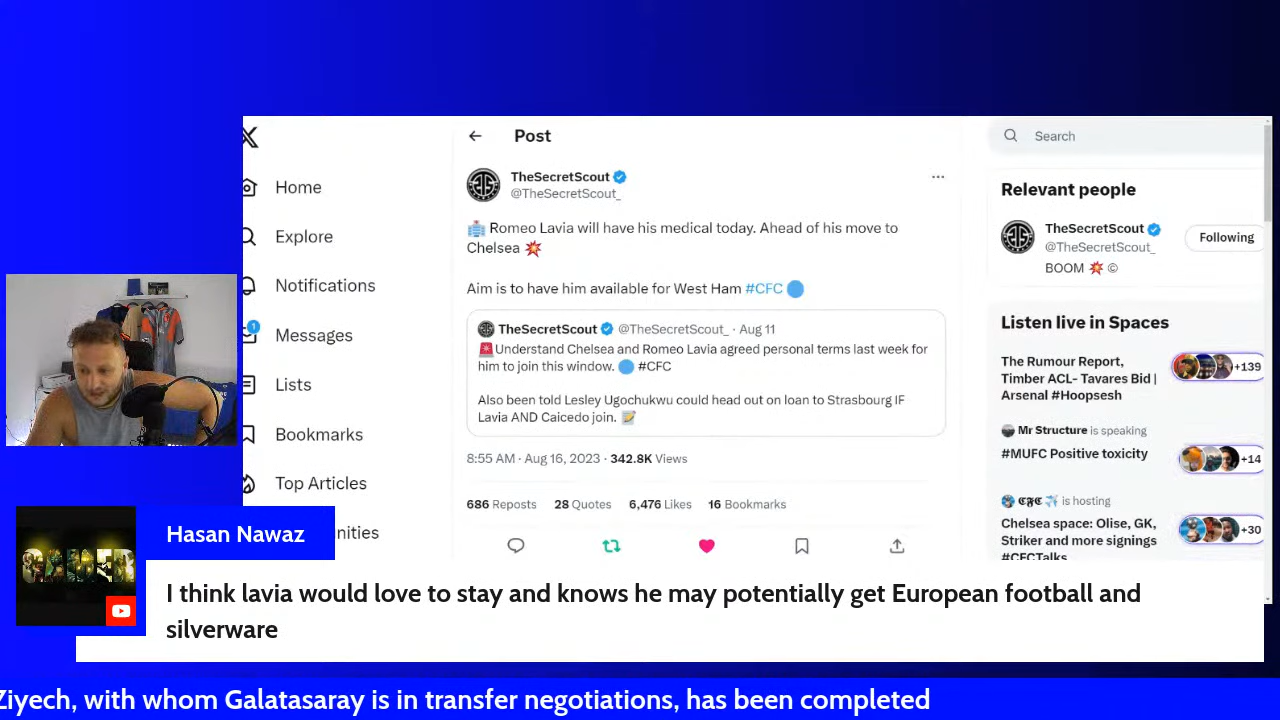 X
Home
Explore
Notifications
1
Messages
Lists
Bookmarks
Top Articles
nities
← Post
TheSecretScout
@TheSecretScout_
🏥 Romeo Lavia will have his medical today. Ahead of his move to
Chelsea 💥
Aim is to have him available for West Ham #CFC 🔵
TheSecretScout @TheSecretScout_ · Aug 11
🚨Understand Chelsea and Romeo Lavia agreed personal terms last week for
him to join this window. 🔵 #CFC
Also been told Lesley Ugochukwu could head out on loan to Strasbourg IF
Lavia AND Caicedo join. 📝
8:55 AM · Aug 16, 2023 · 342.8K Views
686 Reposts 28 Quotes 6,476 Likes 16 Bookmarks
Search
Relevant people
TheSecretScout
@TheSecretScout_
Following
BOOM 💥 ©
Listen live in Spaces
The Rumour Report,
Timber ACL- Tavares Bid |
Arsenal #Hoopsesh
+139
Mr Structure is speaking
#MUFC Positive toxicity
+14
𝕮𝕱𝕮 ✈️ is hosting
Chelsea space: Olise, GK,
Striker and more signings
#CFCTalks
+30
GAMER
Hasan Nawaz
I think lavia would love to stay and knows he may potentially get European football and
silverware
Ziyech, with whom Galatasaray is in transfer negotiations, has been completed